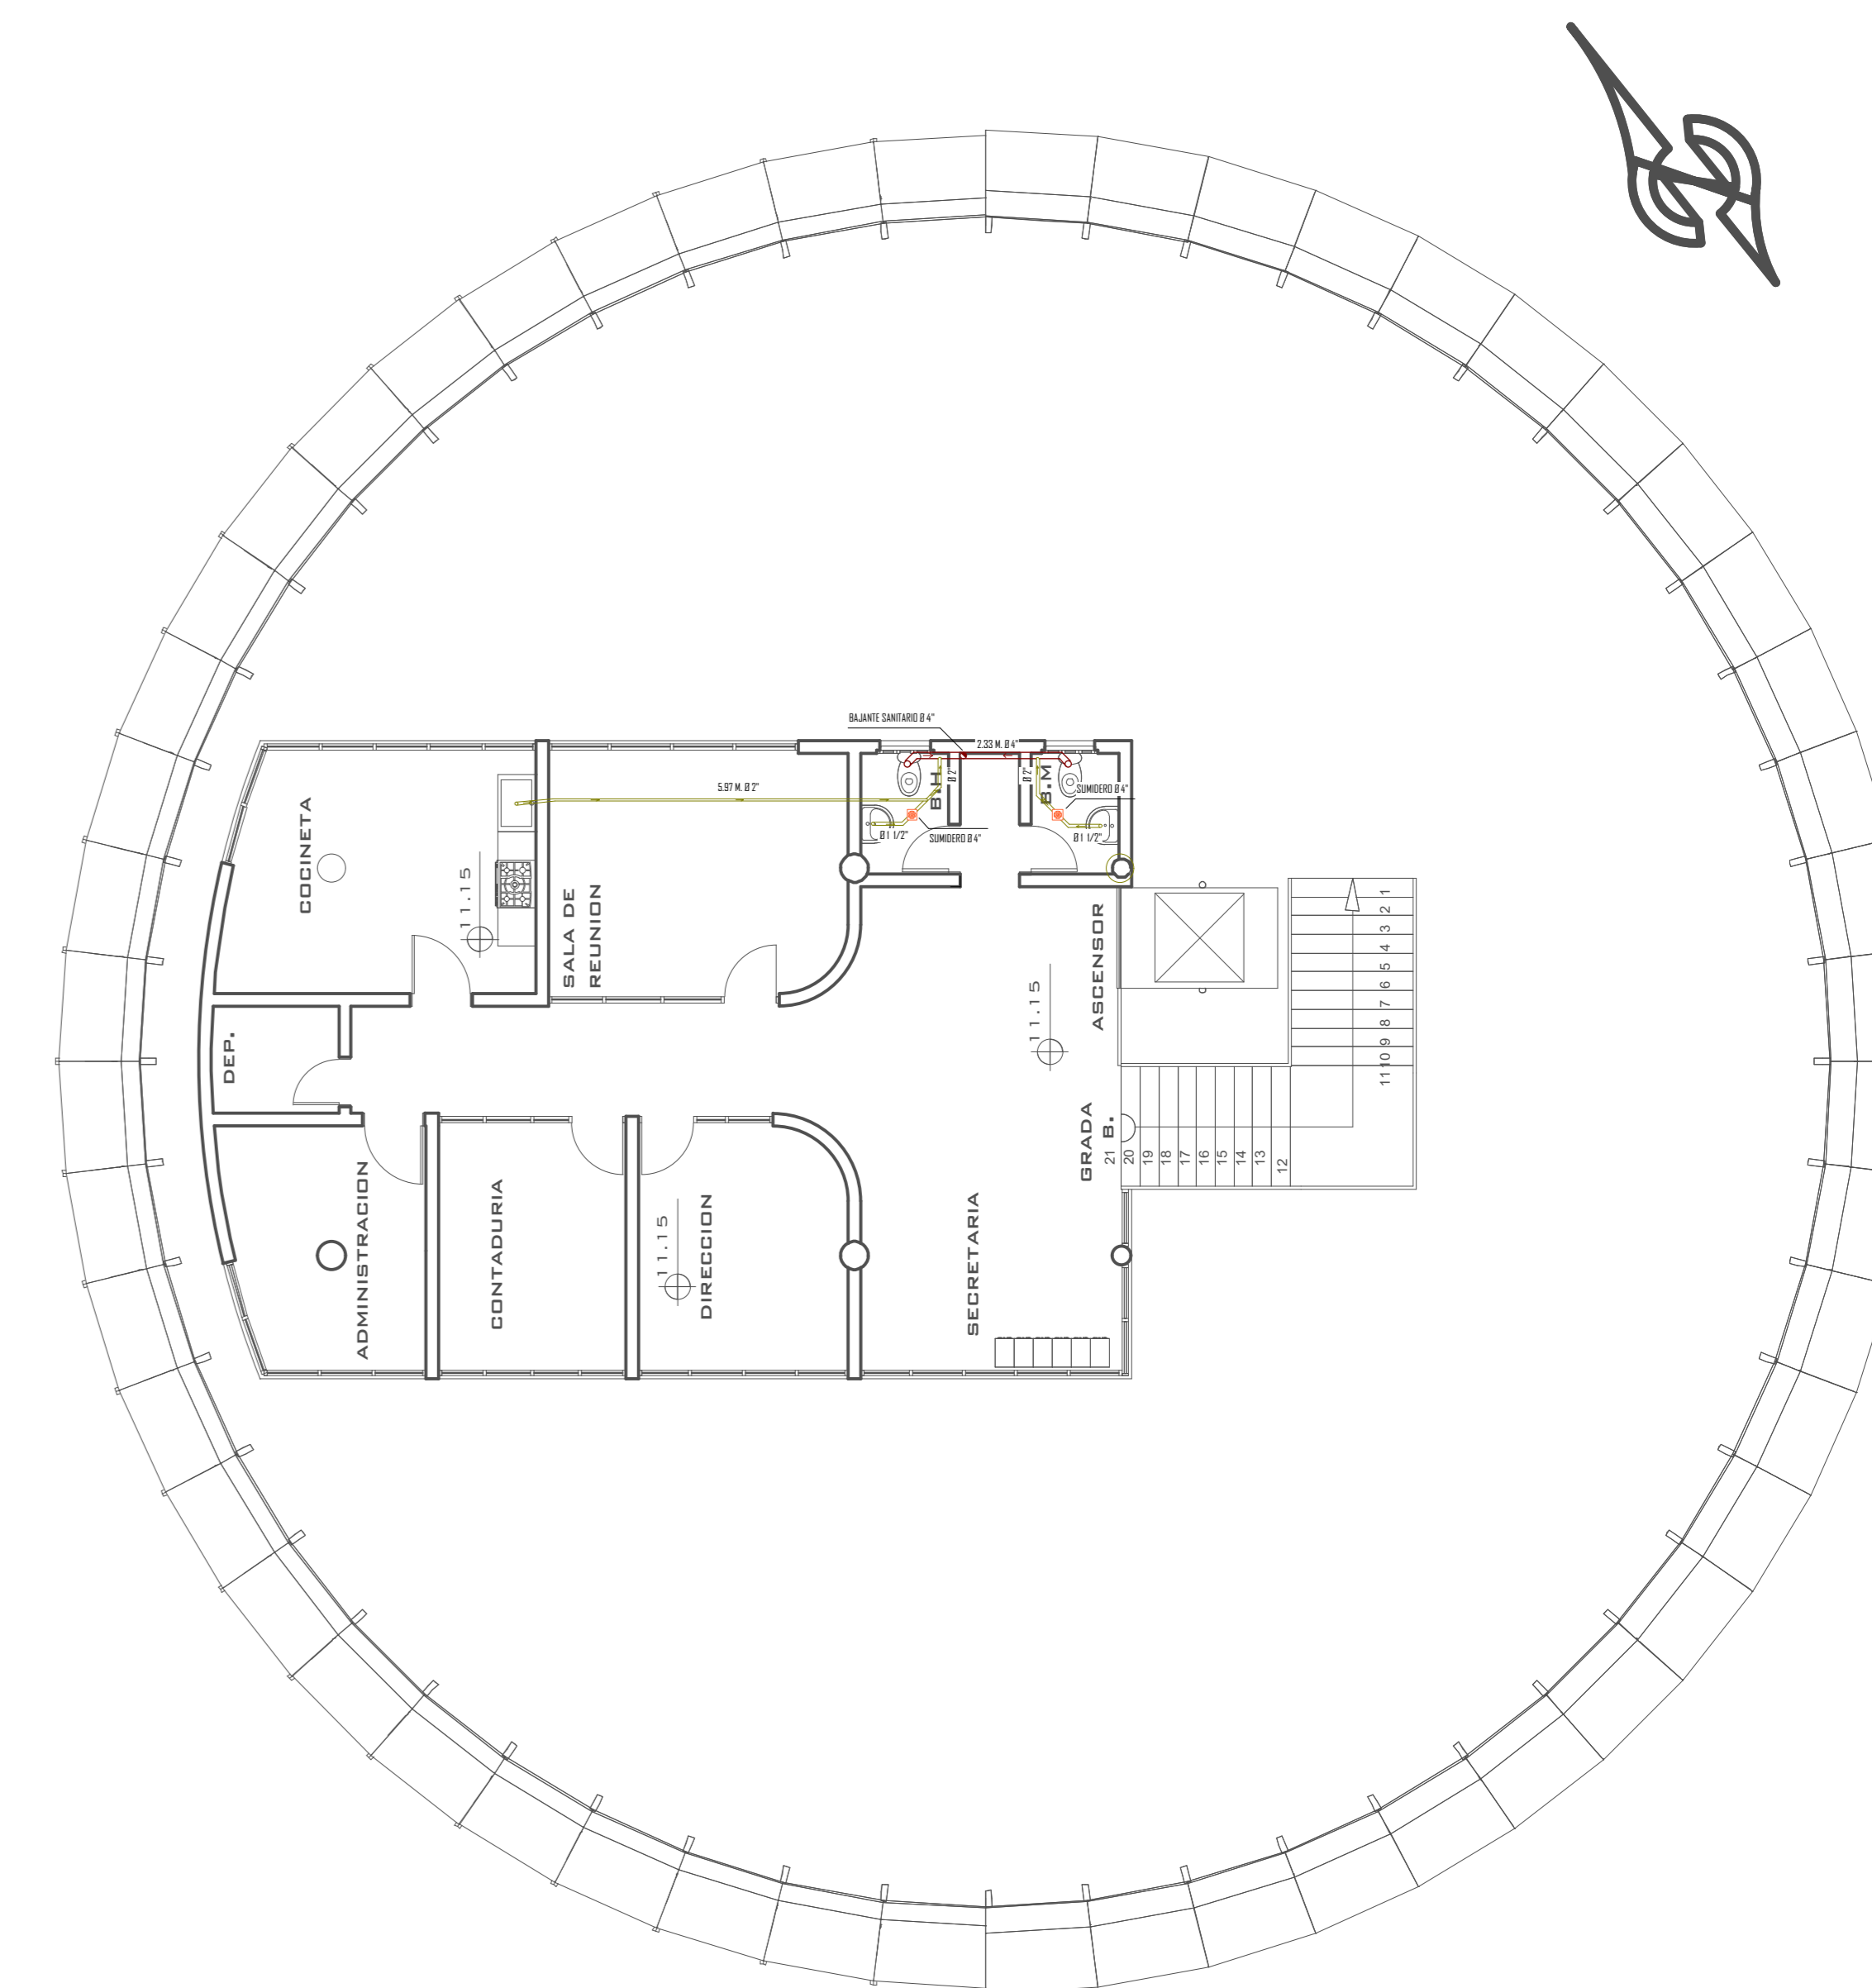 BAJANTE SANITARIO Ø 4"
2.33 M. Ø 4"
5.97 M. Ø 2"
Ø 2"
Ø 2"
B.H
B.M
SUMIDERO Ø 4"
SUMIDERO Ø 4"
Ø1 1/2"
Ø1 1/2"
COCINETA
11.15
SALA DE
REUNION
ASCENSOR
11.15
DEP.
GRADA
21 B.
1
2
3
4
5
6
7
8
9
10
11
12
13
14
15
16
17
18
19
20
ADMINISTRACION
CONTADURIA
11.15
DIRECCION
SECRETARIA